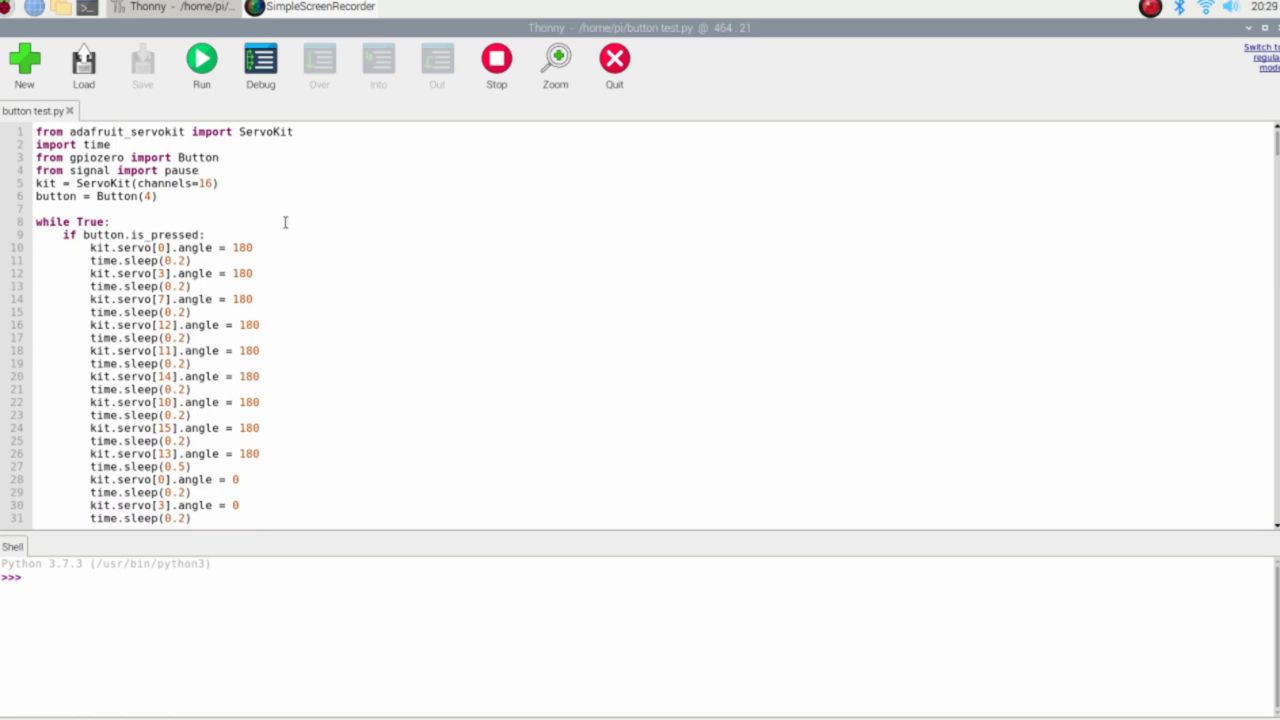 Thonny - /home/pi/...
SimpleScreenRecorder
20:29
Thonny - /home/pi/button test.py @ 464 : 21
New
Load
Save
Run
Debug
Over
Into
Out
Stop
Zoom
Quit
Switch to
regular
mode
button test.py
1 from adafruit_servokit import ServoKit
2 import time
3 from gpiozero import Button
4 from signal import pause
5 kit = ServoKit(channels=16)
6 button = Button(4)
7
8 while True:
9 if button.is_pressed:
10 kit.servo[0].angle = 180
11 time.sleep(0.2)
12 kit.servo[3].angle = 180
13 time.sleep(0.2)
14 kit.servo[7].angle = 180
15 time.sleep(0.2)
16 kit.servo[12].angle = 180
17 time.sleep(0.2)
18 kit.servo[11].angle = 180
19 time.sleep(0.2)
20 kit.servo[14].angle = 180
21 time.sleep(0.2)
22 kit.servo[10].angle = 180
23 time.sleep(0.2)
24 kit.servo[15].angle = 180
25 time.sleep(0.2)
26 kit.servo[13].angle = 180
27 time.sleep(0.5)
28 kit.servo[0].angle = 0
29 time.sleep(0.2)
30 kit.servo[3].angle = 0
31 time.sleep(0.2)
Shell
Python 3.7.3 (/usr/bin/python3)
>>>